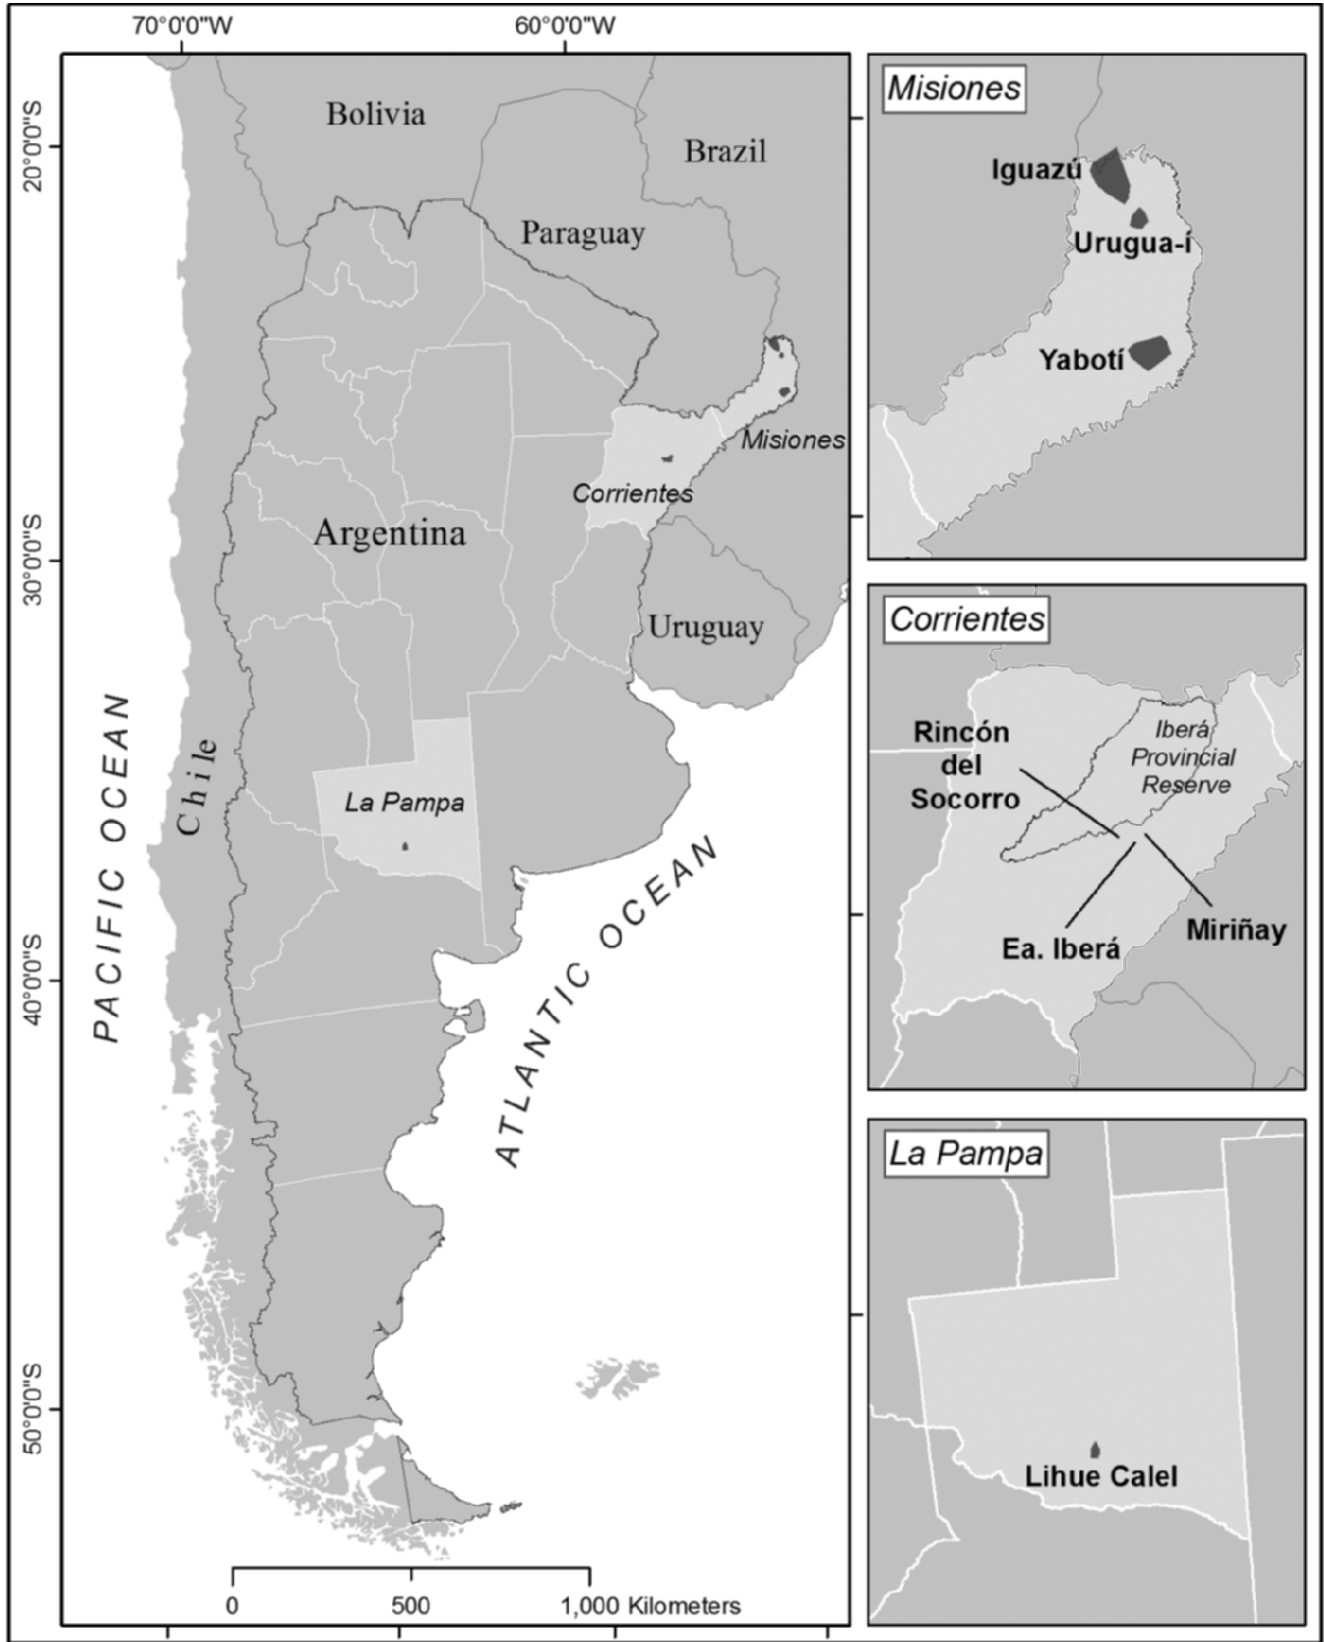 70°0'0"W
60°0'0"W
20°0'0"S
30°0'0"S
40°0'0"S
50°0'0"S
Bolivia
Brazil
Paraguay
Misiones
Corrientes
Argentina
Uruguay
La Pampa
Chile
PACIFIC OCEAN
ATLANTIC OCEAN
0
500
1,000 Kilometers
Misiones
Iguazú
Urugua-í
Yabotí
Corrientes
Rincón
del
Socorro
Iberá
Provincial
Reserve
Ea. Iberá
Miriñay
La Pampa
Lihue Calel